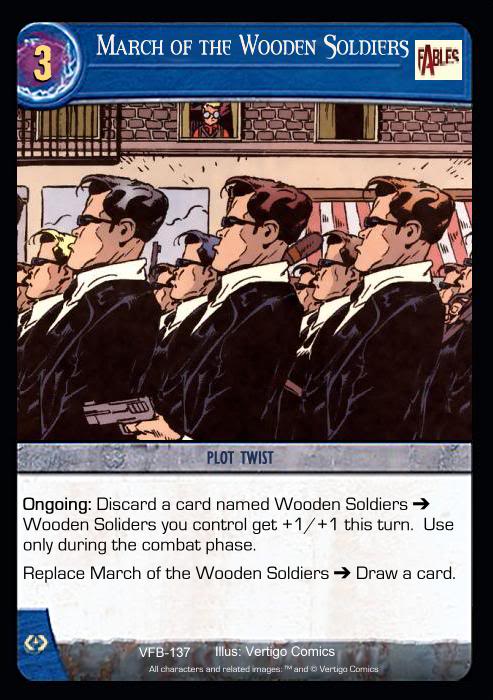 3
MARCH OF THE WOODEN SOLDIERS
FABLES
PLOT TWIST
Ongoing: Discard a card named Wooden Soldiers ➔
Wooden Soliders you control get +1/+1 this turn. Use
only during the combat phase.
Replace March of the Wooden Soldiers ➔ Draw a card.
VFB-137 Illus: Vertigo Comics
All characters and related images: ™ and © Vertigo Comics